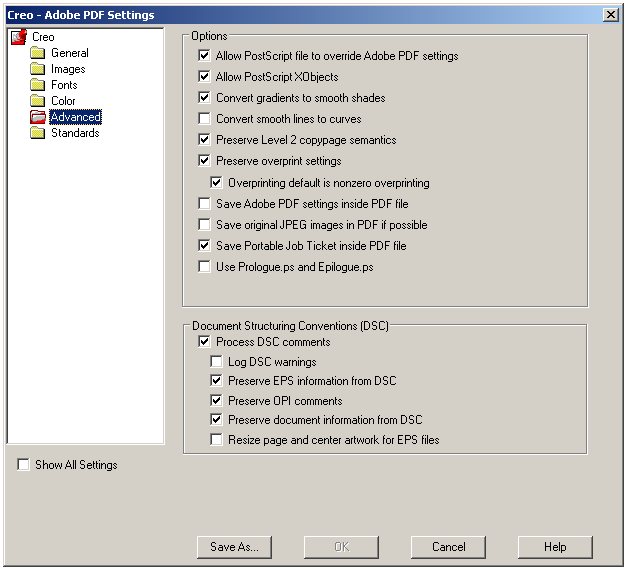 Creo - Adobe PDF Settings
Creo
General
Images
Fonts
Color
Advanced
Standards
Show All Settings
Options
Allow PostScript file to override Adobe PDF settings
Allow PostScript XObjects
Convert gradients to smooth shades
Convert smooth lines to curves
Preserve Level 2 copypage semantics
Preserve overprint settings
Overprinting default is nonzero overprinting
Save Adobe PDF settings inside PDF file
Save original JPEG images in PDF if possible
Save Portable Job Ticket inside PDF file
Use Prologue.ps and Epilogue.ps
Document Structuring Conventions (DSC)
Process DSC comments
Log DSC warnings
Preserve EPS information from DSC
Preserve OPI comments
Preserve document information from DSC
Resize page and center artwork for EPS files
Save As... OK Cancel Help